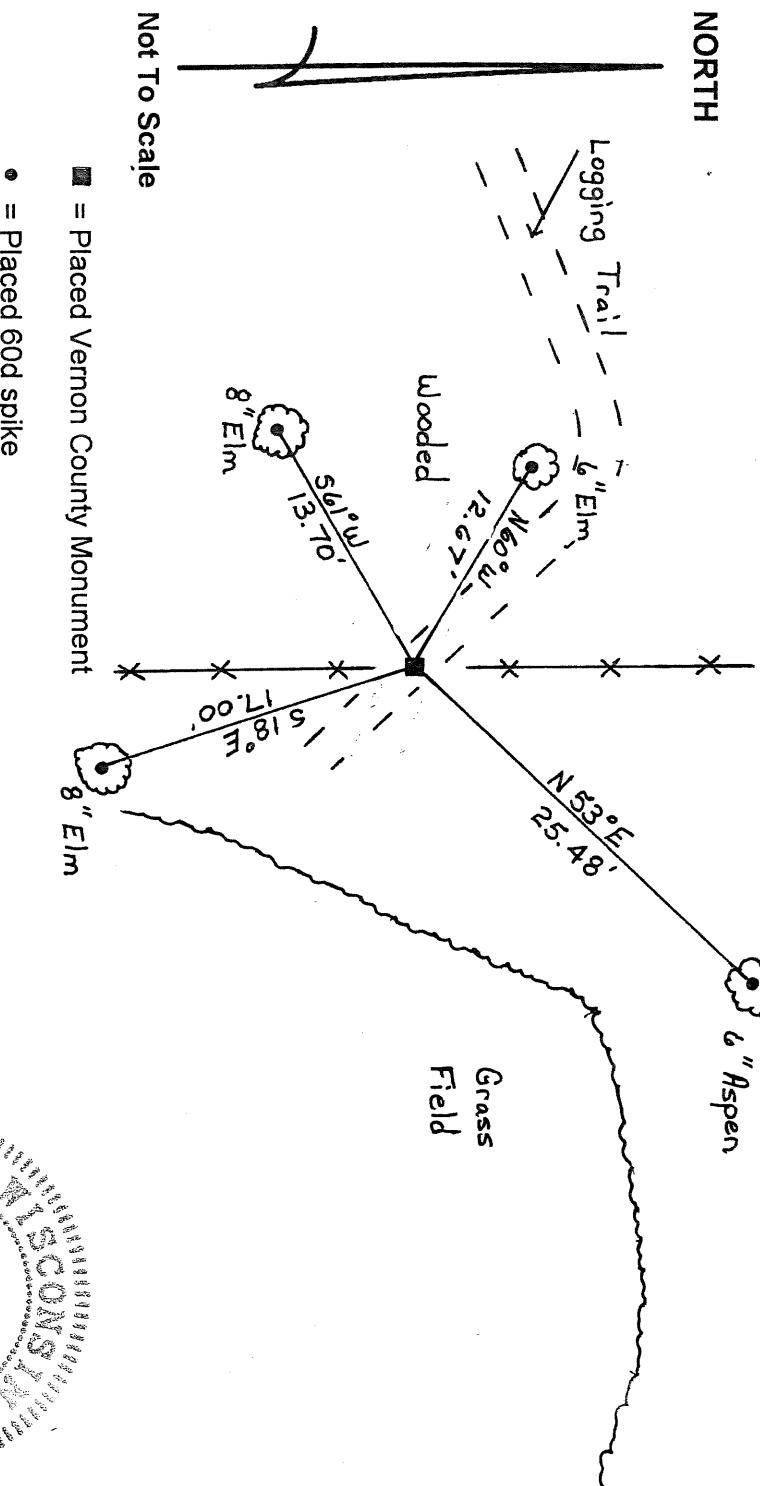 NORTH
Not To Scale
■ = Placed Vernon County Monument
● = Placed 60d spike
Logging Trail
Wooded
6" Elm
N60°W
12.67'
8" Elm
S61°W
13.70'
S18°E
17.00'
8" Elm
N53°E
25.48'
6" Aspen
Grass
Field
WISCONSIN